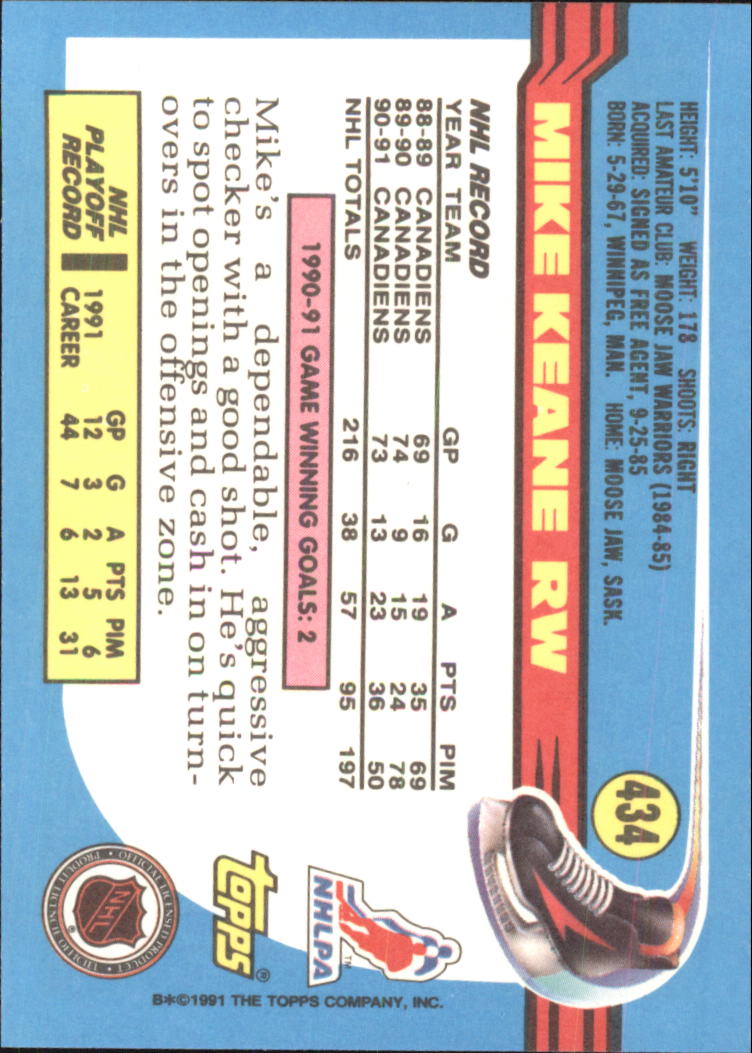 HEIGHT: 5'10" WEIGHT: 178 SHOOTS: RIGHT
LAST AMATEUR CLUB: MOOSE JAW WARRIORS (1984-85)
ACQUIRED: SIGNED AS FREE AGENT, 9-25-85
BORN: 5-29-67, WINNIPEG, MAN. HOME: MOOSE JAW, SASK.
434
MIKE KEANE RW
NHL RECORD
YEAR TEAM GP G A PTS PIM
88-89 CANADIENS 69 16 19 35 69
89-90 CANADIENS 74 9 15 24 78
90-91 CANADIENS 73 13 23 36 50
NHL TOTALS 216 38 57 95 197
1990-91 GAME WINNING GOALS: 2
Mike's a dependable, aggressive
checker with a good shot. He's quick
to spot openings and cash in on turn-
overs in the offensive zone.
NHL
PLAYOFF
RECORD
GP G A PTS PIM
1991 12 3 2 5 6
CAREER 44 7 6 13 31
NHLPA
TM
topps®
NHL
®
OFFICIAL LICENSED PRODUCT
B*©1991 THE TOPPS COMPANY, INC.